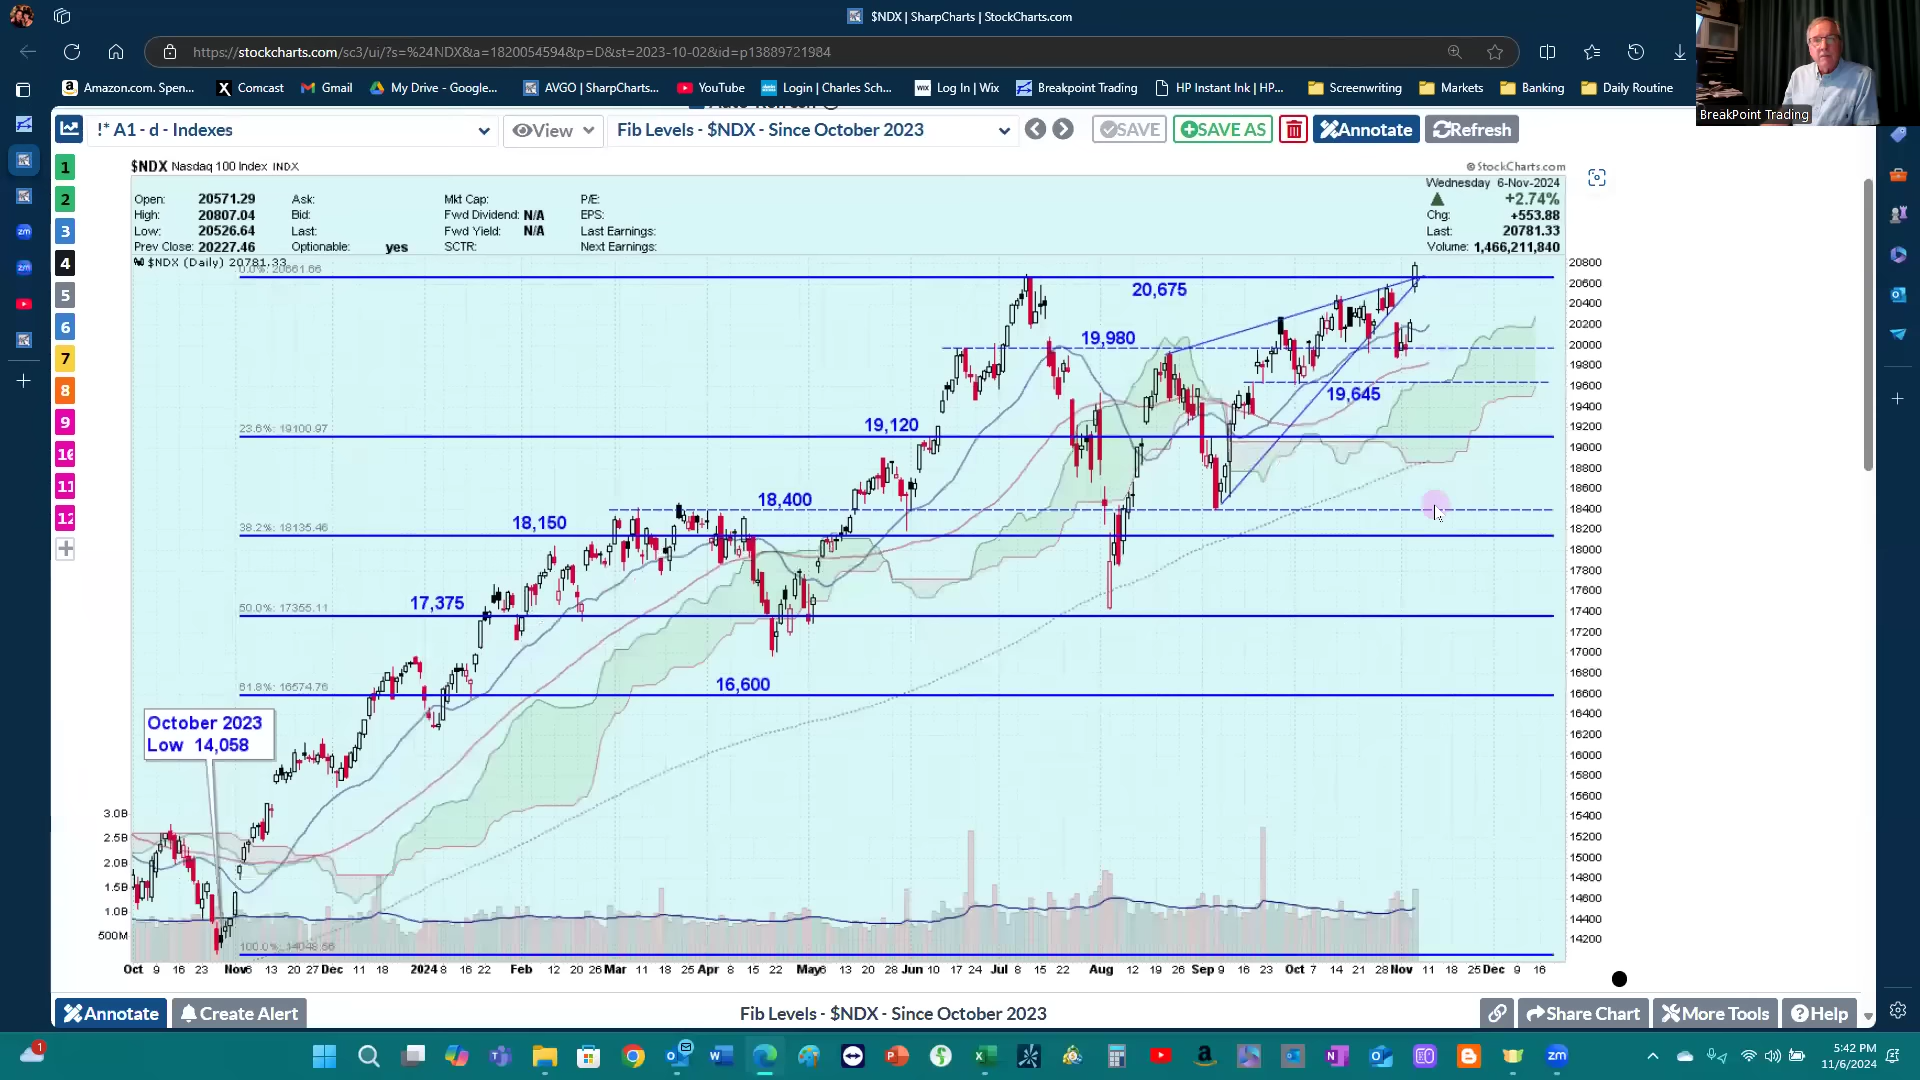 $NDX | SharpCharts | StockCharts.com
https://stockcharts.com/sc3/ui/?s=%24NDX&a=1820054594&p=D&st=2023-10-02&id=p13889721984
Amazon.com. Spen... Comcast Gmail My Drive - Google... AVGO | SharpCharts... YouTube Login | Charles Sch... Log In | Wix Breakpoint Trading HP Instant Ink | HP... Screenwriting Markets Banking Daily Routine
BreakPoint Trading
!* A1 - d - Indexes View Fib Levels - $NDX - Since October 2023 SAVE SAVE AS Annotate Refresh
$NDX Nasdaq 100 Index INDX © StockCharts.com
Wednesday 6-Nov-2024
Open: 20571.29 Ask: Mkt Cap: P/E: +2.74%
High: 20807.04 Bid: Fwd Dividend: N/A EPS: Chg: +553.88
Low: 20526.64 Last: Fwd Yield: N/A Last Earnings: Last: 20781.33
Prev Close: 20227.46 Optionable: yes SCTR: Next Earnings: Volume: 1,466,211,840
$NDX (Daily) 20781.33
20,675
19,980
19,645
23.6%: 19100.97
19,120
18,400
38.2%: 18135.46
18,150
50.0%: 17355.11
17,375
61.8%: 16574.76
16,600
October 2023
Low 14,058
20800
20600
20400
20200
20000
19800
19600
19400
19200
19000
18800
18600
18400
18200
18000
17800
17600
17400
17200
17000
16800
16600
16400
16200
16000
15800
15600
15400
15200
15000
14800
14600
14400
14200
3.0B
2.5B
2.0B
1.5B
1.0B
500M
Oct 9 16 23 Nov6 13 20 27 Dec 11 18 2024 8 16 22 Feb 12 20 26 Mar 11 18 25 Apr 8 15 22 May6 13 20 28 Jun 10 17 24 Jul 8 15 22 Aug 12 19 26 Sep 9 16 23 Oct 7 14 21 28 Nov 11 18 25 Dec 9 16
1
2
3
4
5
6
7
8
9
11
Annotate Create Alert Fib Levels - $NDX - Since October 2023 Share Chart More Tools Help
5:42 PM
11/6/2024